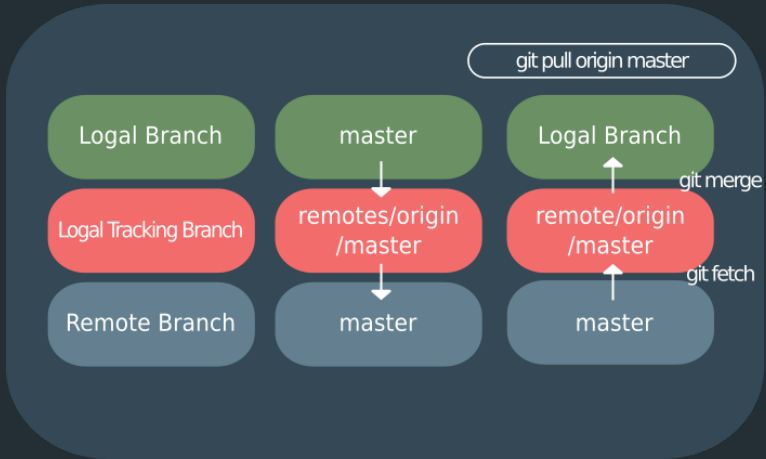 git pull origin master
Logal Branch
master
Logal Branch
git merge
Logal Tracking Branch
remotes/origin
/master
remote/origin
/master
git fetch
Remote Branch
master
master